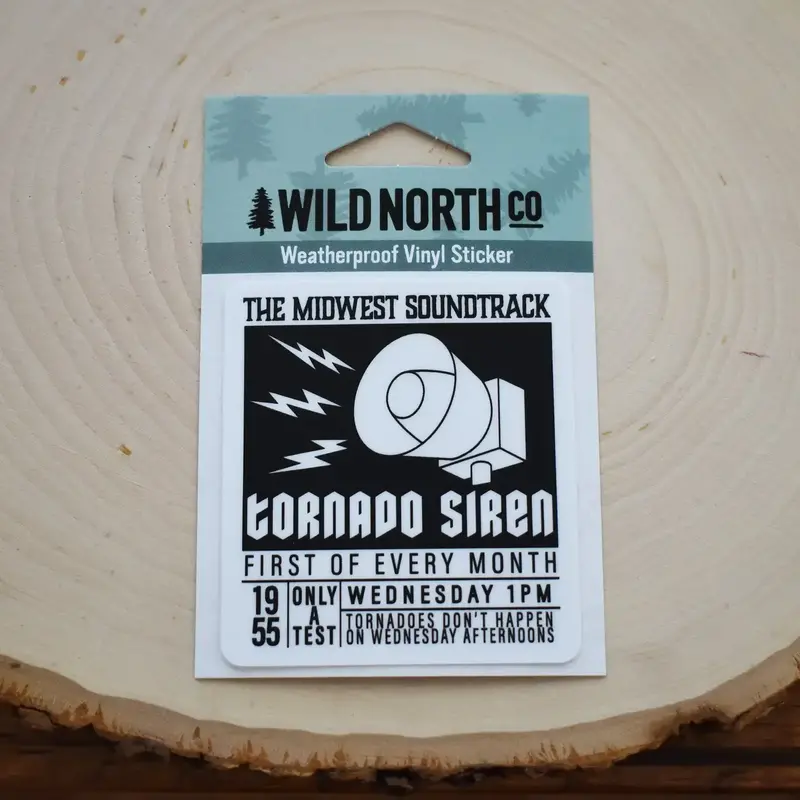 WILD NORTH CO
Weatherproof Vinyl Sticker
THE MIDWEST SOUNDTRACK
TORNADO SIREN
FIRST OF EVERY MONTH
19
55
ONLY
A
TEST
WEDNESDAY 1PM
TORNADOES DON'T HAPPEN
ON WEDNESDAY AFTERNOONS